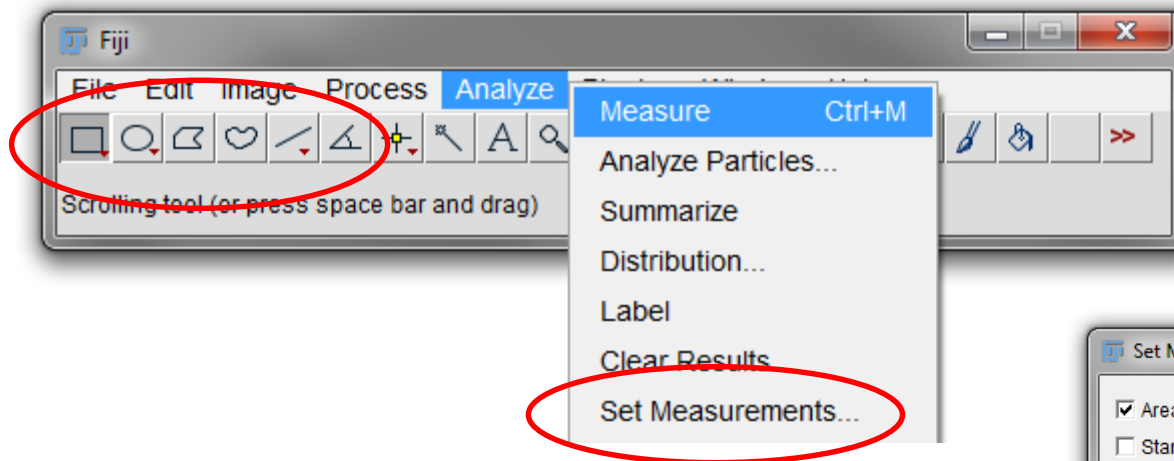 Fiji
File Edit Image Process Analyze
Measure Ctrl+M
A >>
Analyze Particles...
Scrolling tool (or press space bar and drag)
Summarize
Distribution...
Label
Clear Results
Set
Set Measurements...